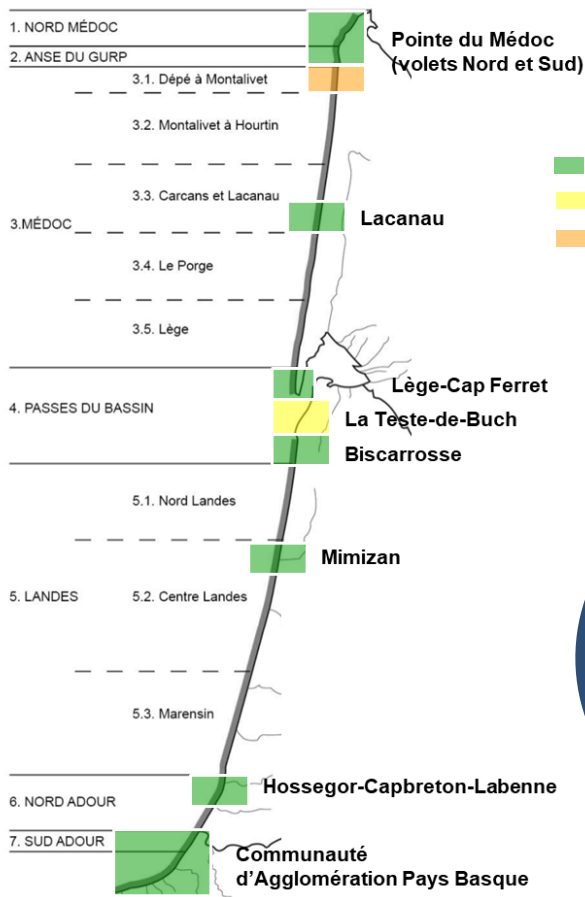 1. NORD MÉDOC
Pointe du Médoc
(volets Nord et Sud)
2. ANSE DU GURP
3.1. Dépé à Montalivet
3.2. Montalivet à Hourtin
3.3. Carcans et Lacanau
Lacanau
3.MÉDOC
3.4. Le Porge
3.5. Lège
Lège-Cap Ferret
4. PASSES DU BASSIN
La Teste-de-Buch
Biscarrosse
5.1. Nord Landes
Mimizan
5. LANDES
5.2. Centre Landes
5.3. Marensin
Hossegor-Capbreton-Labenne
6. NORD ADOUR
7. SUD ADOUR
Communauté
d'Agglomération Pays Basque